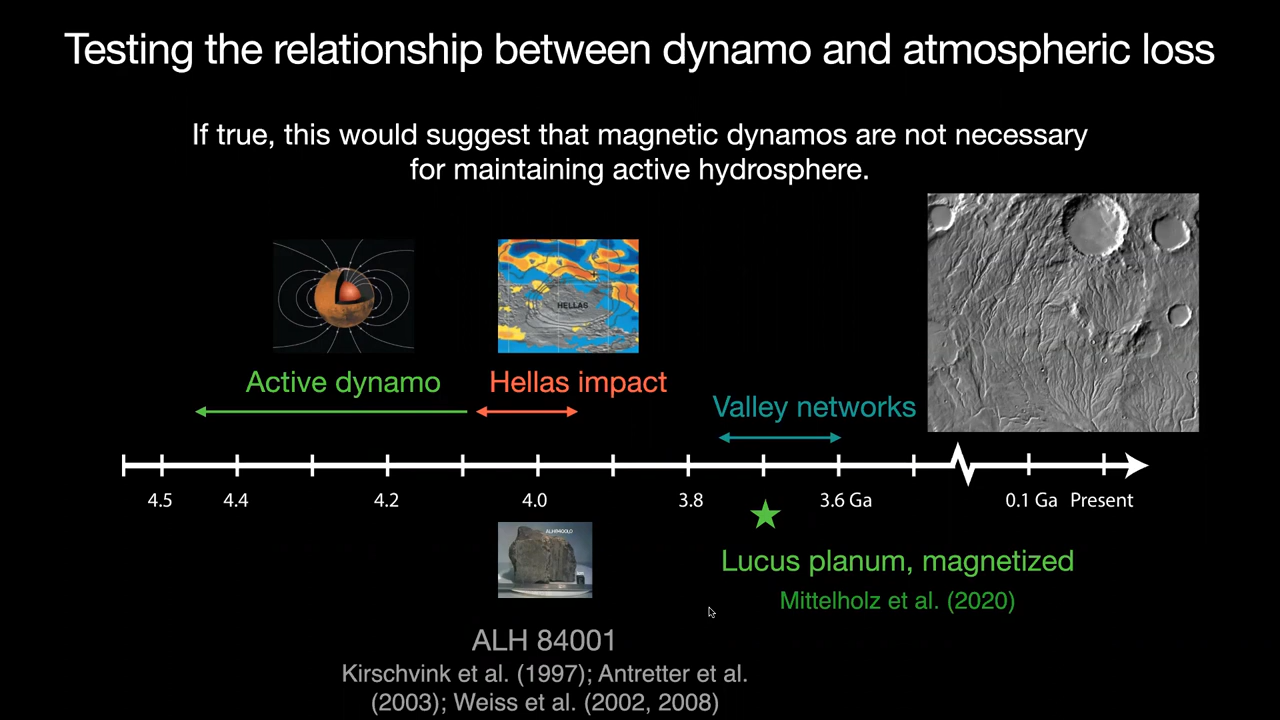 Testing the relationship between dynamo and atmospheric loss
If true, this would suggest that magnetic dynamos are not necessary
for maintaining active hydrosphere.
HELLAS
Active dynamo
Hellas impact
Valley networks
4.5 4.4 4.2 4.0 3.8 3.6 Ga 0.1 Ga Present
Lucus planum, magnetized
Mittelholz et al. (2020)
ALH 84001
Kirschvink et al. (1997); Antretter et al.
(2003); Weiss et al. (2002, 2008)